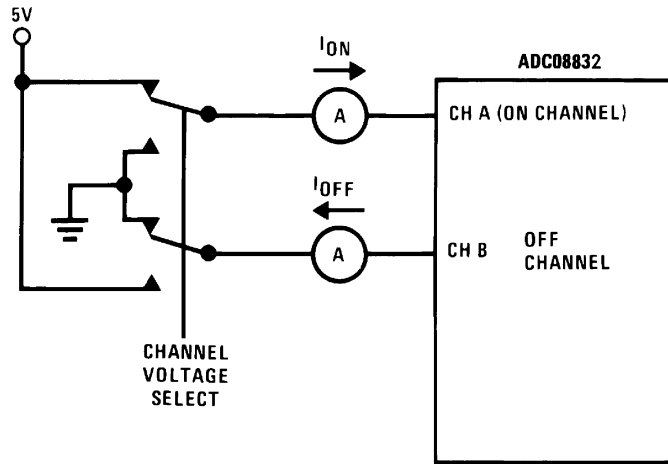 5V
I_ON
ADC08832
A
CH A (ON CHANNEL)
I_OFF
A
CH B
OFF
CHANNEL
CHANNEL
VOLTAGE
SELECT